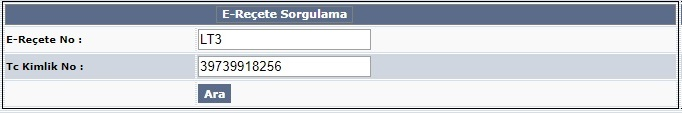 E-Reçete Sorgulama
E-Reçete No : LT3
Tc Kimlik No : 39739918256
Ara